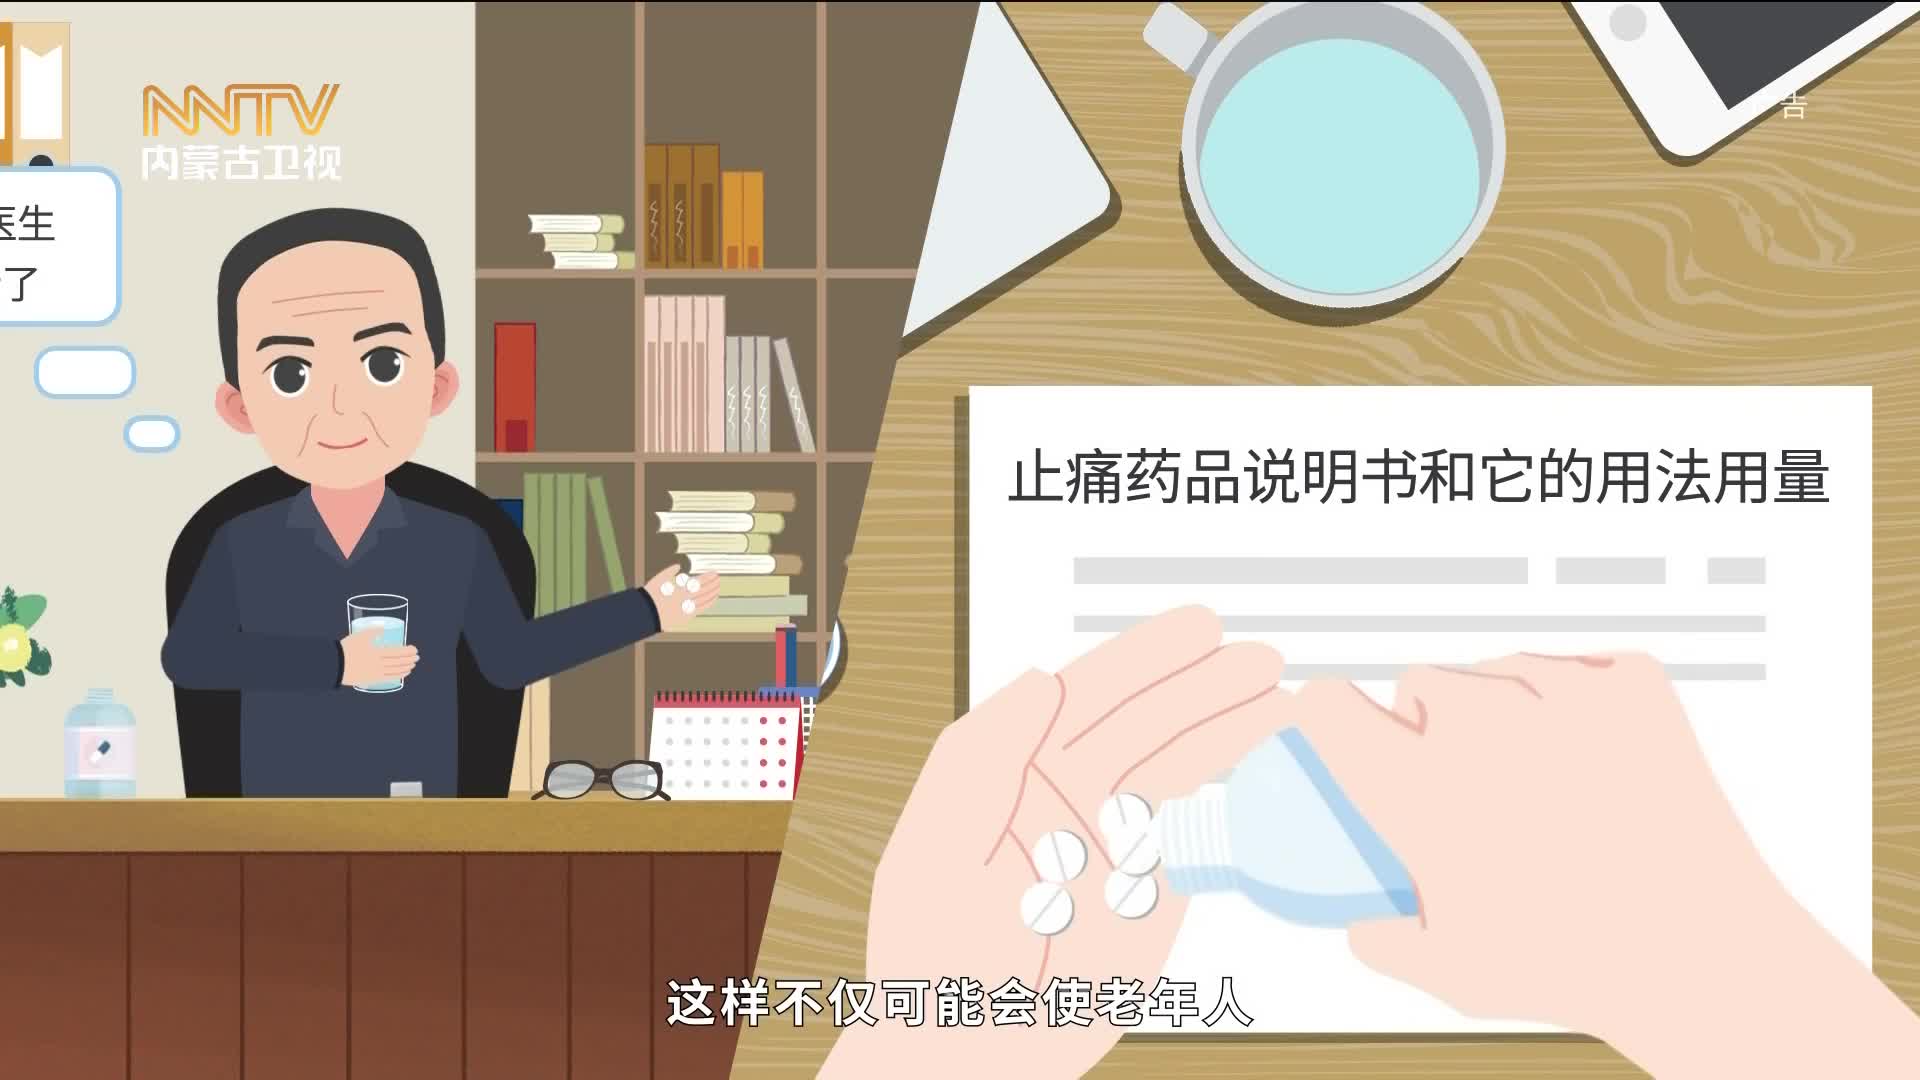 NNTV
内蒙古卫视
告
医生
了
止痛药品说明书和它的用法用量
这样不仅可能会使老年人